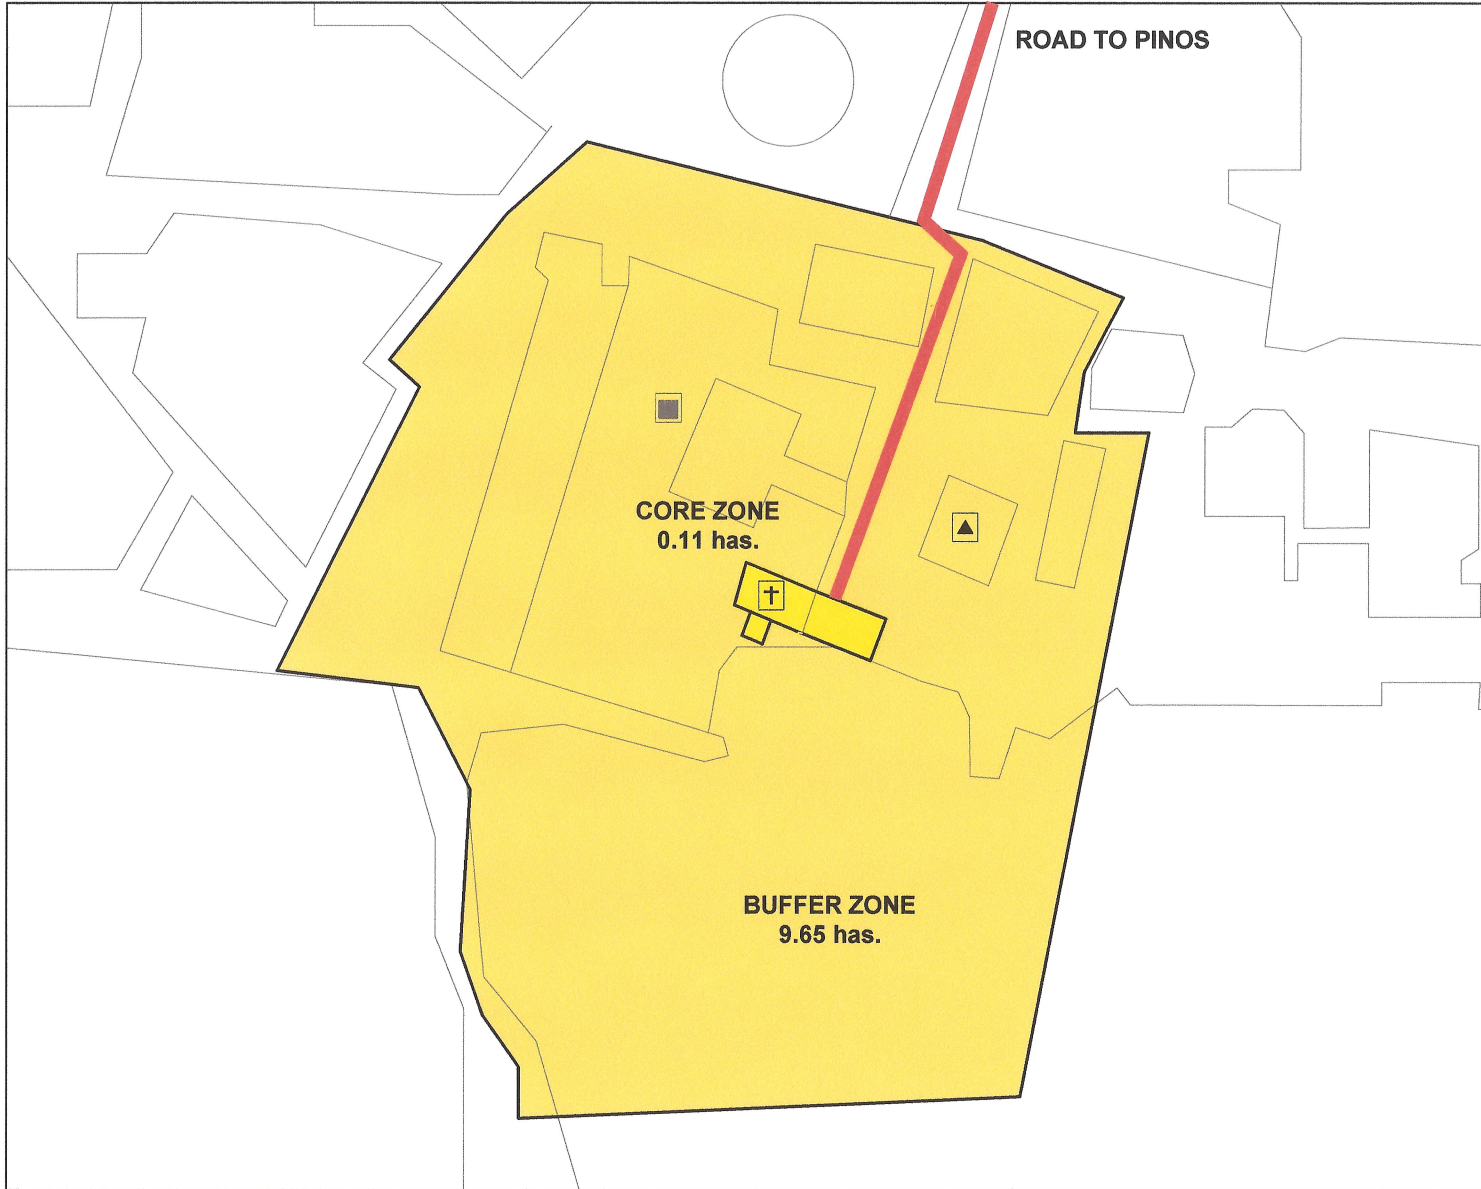 ROAD TO PINOS
CORE ZONE
0.11 has.
BUFFER ZONE
9.65 has.